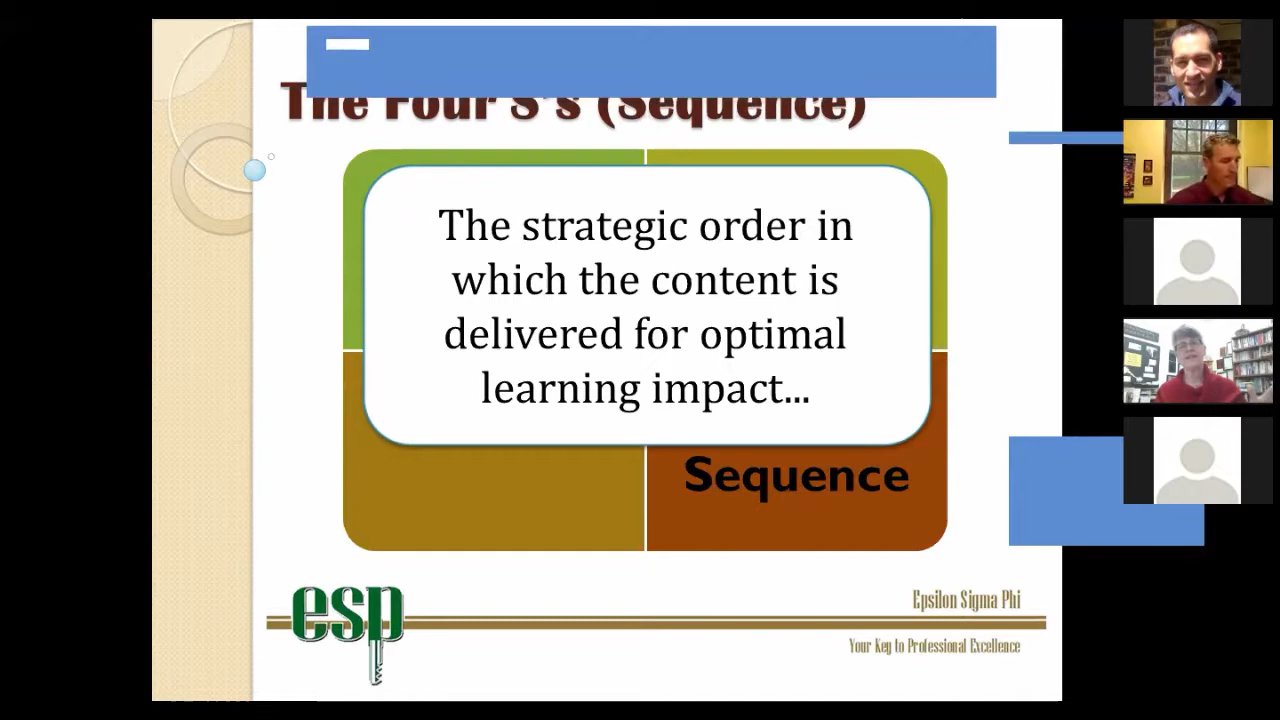 The Four S's (Sequence)
The strategic order in
which the content is
delivered for optimal
learning impact...
Sequence
esp
Epsilon Sigma Phi
Your Key to Professional Excellence